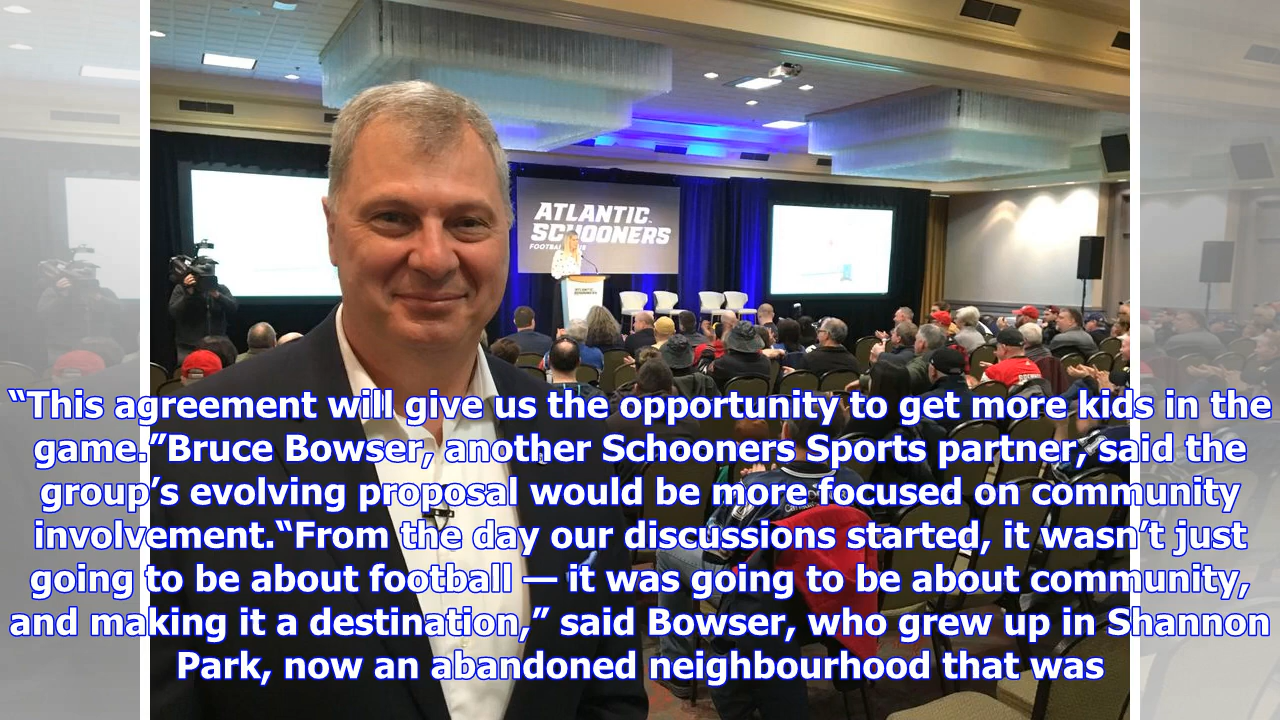 ATLANTIC
SCHOONERS
“This agreement will give us the opportunity to get more kids in the
game.”Bruce Bowser, another Schooners Sports partner, said the
group’s evolving proposal would be more focused on community
involvement.“From the day our discussions started, it wasn’t just
going to be about football — it was going to be about community,
and making it a destination,” said Bowser, who grew up in Shannon
Park, now an abandoned neighbourhood that was